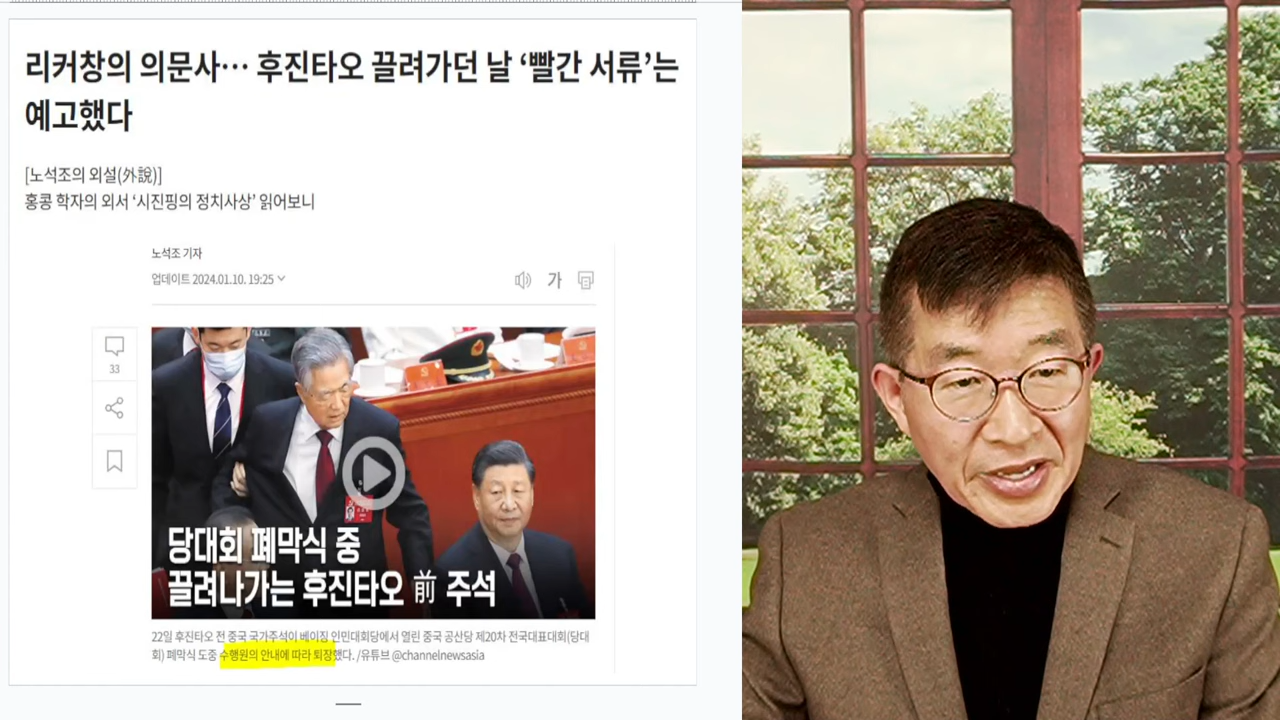 리커창의 의문사… 후진타오 끌려가던 날 ‘빨간 서류’는
예고했다
[노석조의 외설(外說)]
홍콩 학자의 외서 ‘시진핑의 정치사상’ 읽어보니
노석조 기자
업데이트 2024.01.10. 19:25
가
33
당대회 폐막식 중
끌려나가는 후진타오 前 주석
22일 후진타오 전 중국 국가주석이 베이징 인민대회당에서 열린 중국 공산당 제20차 전국대표대회(당대
회) 폐막식 도중 수행원의 안내에 따라 퇴장했다. /유튜브 @channelnewsasia